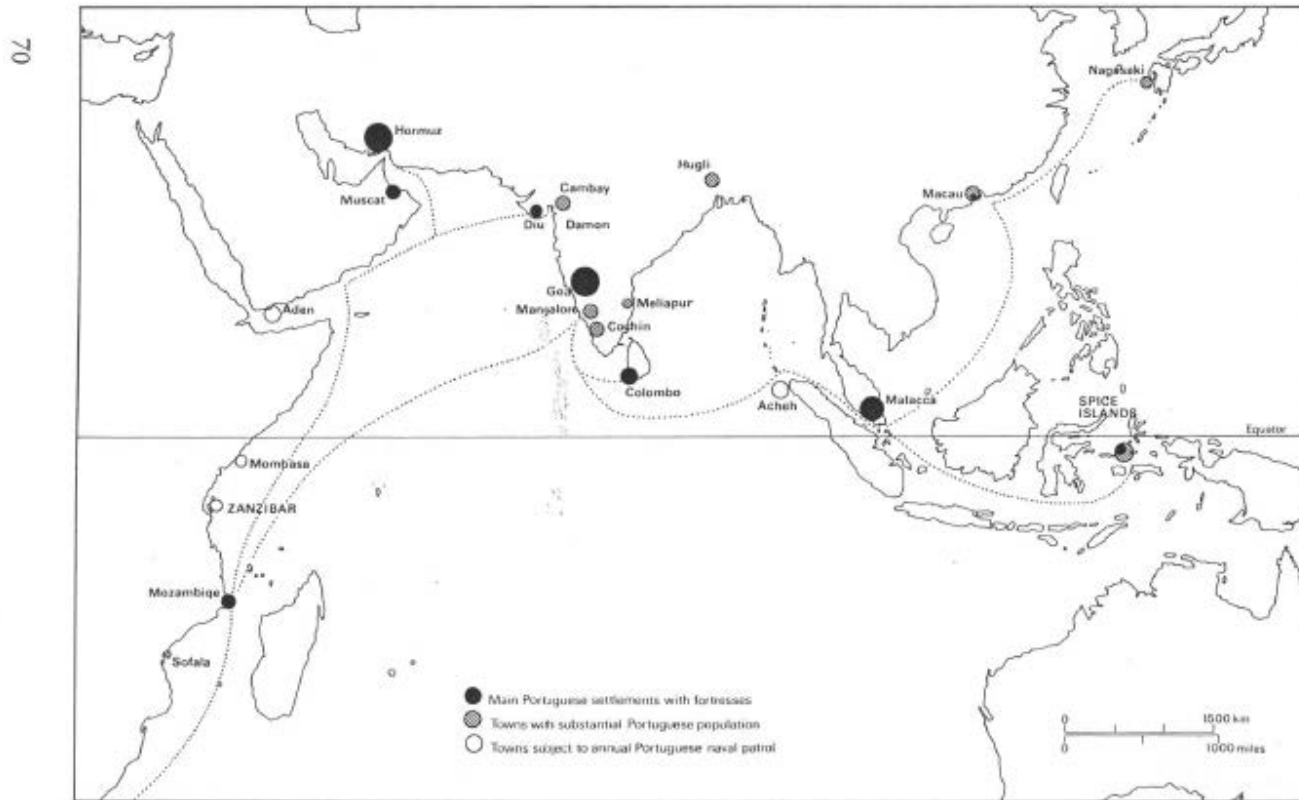 70
Nagasaki
Hormuz
Hugli
Cambay
Macau
Muscat
Diu
Damon
Goa
Meliapur
Aden
Mangalore
Cochin
Colombo
Acheh
Malacca
SPICE
ISLANDS
Equator
Mombasa
ZANZIBAR
Mozambiqe
Sofala
Main Portuguese settlements with fortresses
Towns with substantial Portuguese population
Towns subject to annual Portuguese naval patrol
0 1500 km
0 1000 miles